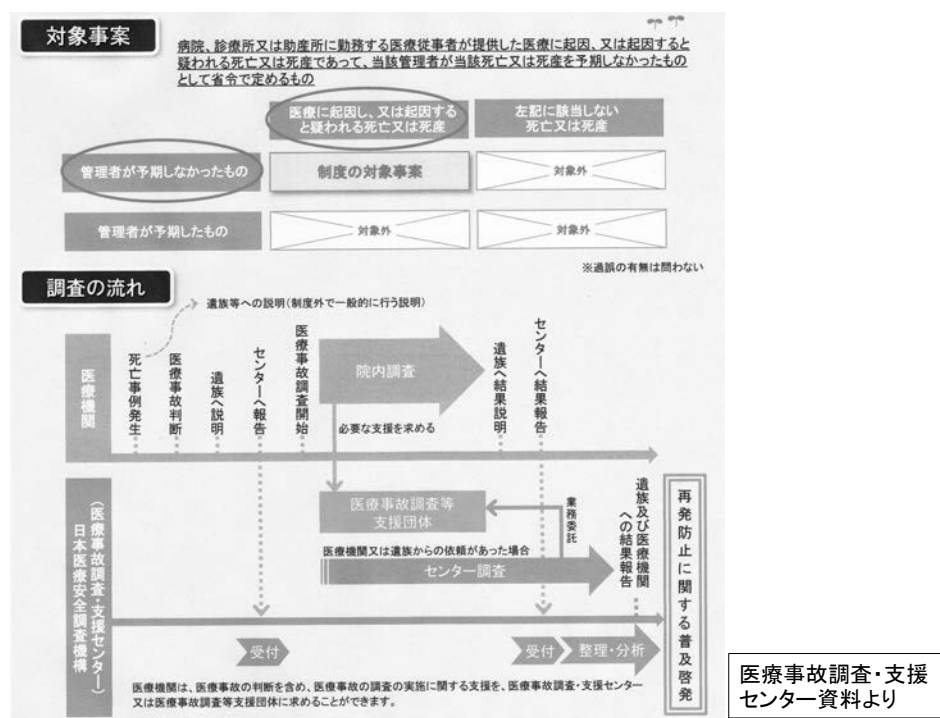 対象事案
病院、診療所又は助産所に勤務する医療従事者が提供した医療に起因、又は起因すると
疑われる死亡又は死産であって、当該管理者が当該死亡又は死産を予期しなかったもの
として省令で定めるもの
医療に起因し、又は起因する
と疑われる死亡又は死産
左記に該当しない
死亡又は死産
管理者が予期しなかったもの
制度の対象事案
対象外
管理者が予期したもの
対象外
対象外
※過誤の有無は問わない
調査の流れ
遺族等への説明(制度外で一般的に行う説明)
医療機関
死亡事例発生
医療事故判断
遺族へ説明
センターへ報告
医療事故調査開始
院内調査
遺族へ結果説明
センターへ結果報告
必要な支援を求める
日本医療安全調査機構
(医療事故調査・支援センター)
医療事故調査等
支援団体
業務委託
医療機関又は遺族からの依頼があった場合
センター調査
遺族及び医療機関
への結果報告
再発防止に関する普及啓発
受付
受付
整理・分析
医療機関は、医療事故の判断を含め、医療事故の調査の実施に関する支援を、医療事故調査・支援センター
又は医療事故調査等支援団体に求めることができます。
医療事故調査・支援
センター資料より